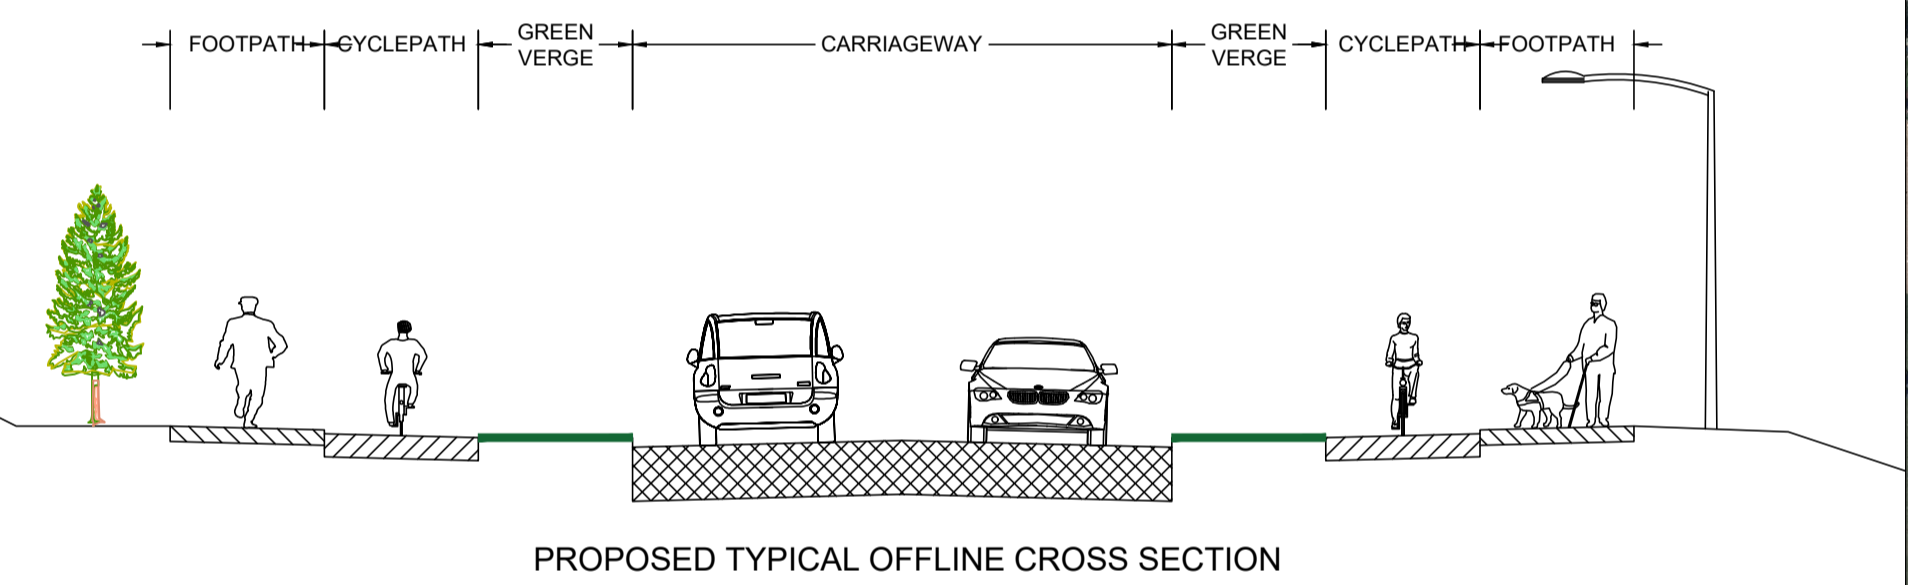 FOOTPATH
CYCLEPATH
GREEN
VERGE
CARRIAGEWAY
GREEN
VERGE
CYCLEPATH
FOOTPATH
PROPOSED TYPICAL OFFLINE CROSS SECTION